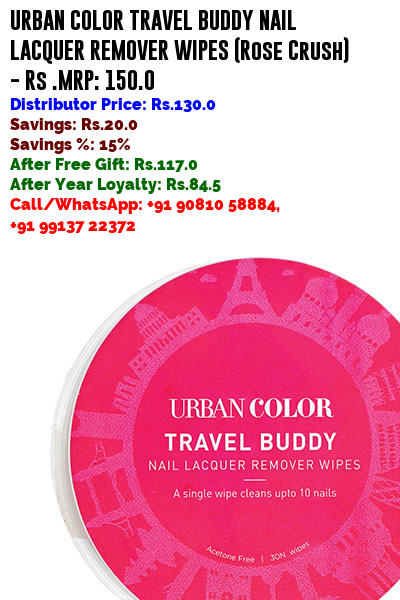 URBAN COLOR TRAVEL BUDDY NAIL
LACQUER REMOVER WIPES (Rose Crush)
- Rs .MRP: 150.0
Distributor Price: Rs.130.0
Savings: Rs.20.0
Savings %: 15%
After Free Gift: Rs.117.0
After Year Loyalty: Rs.84.5
Call/WhatsApp: +91 90810 58884,
+91 99137 22372
URBAN COLOR
TRAVEL BUDDY
NAIL LACQUER REMOVER WIPES
A single wipe cleans upto 10 nails
Acetone Free | 30N wipes